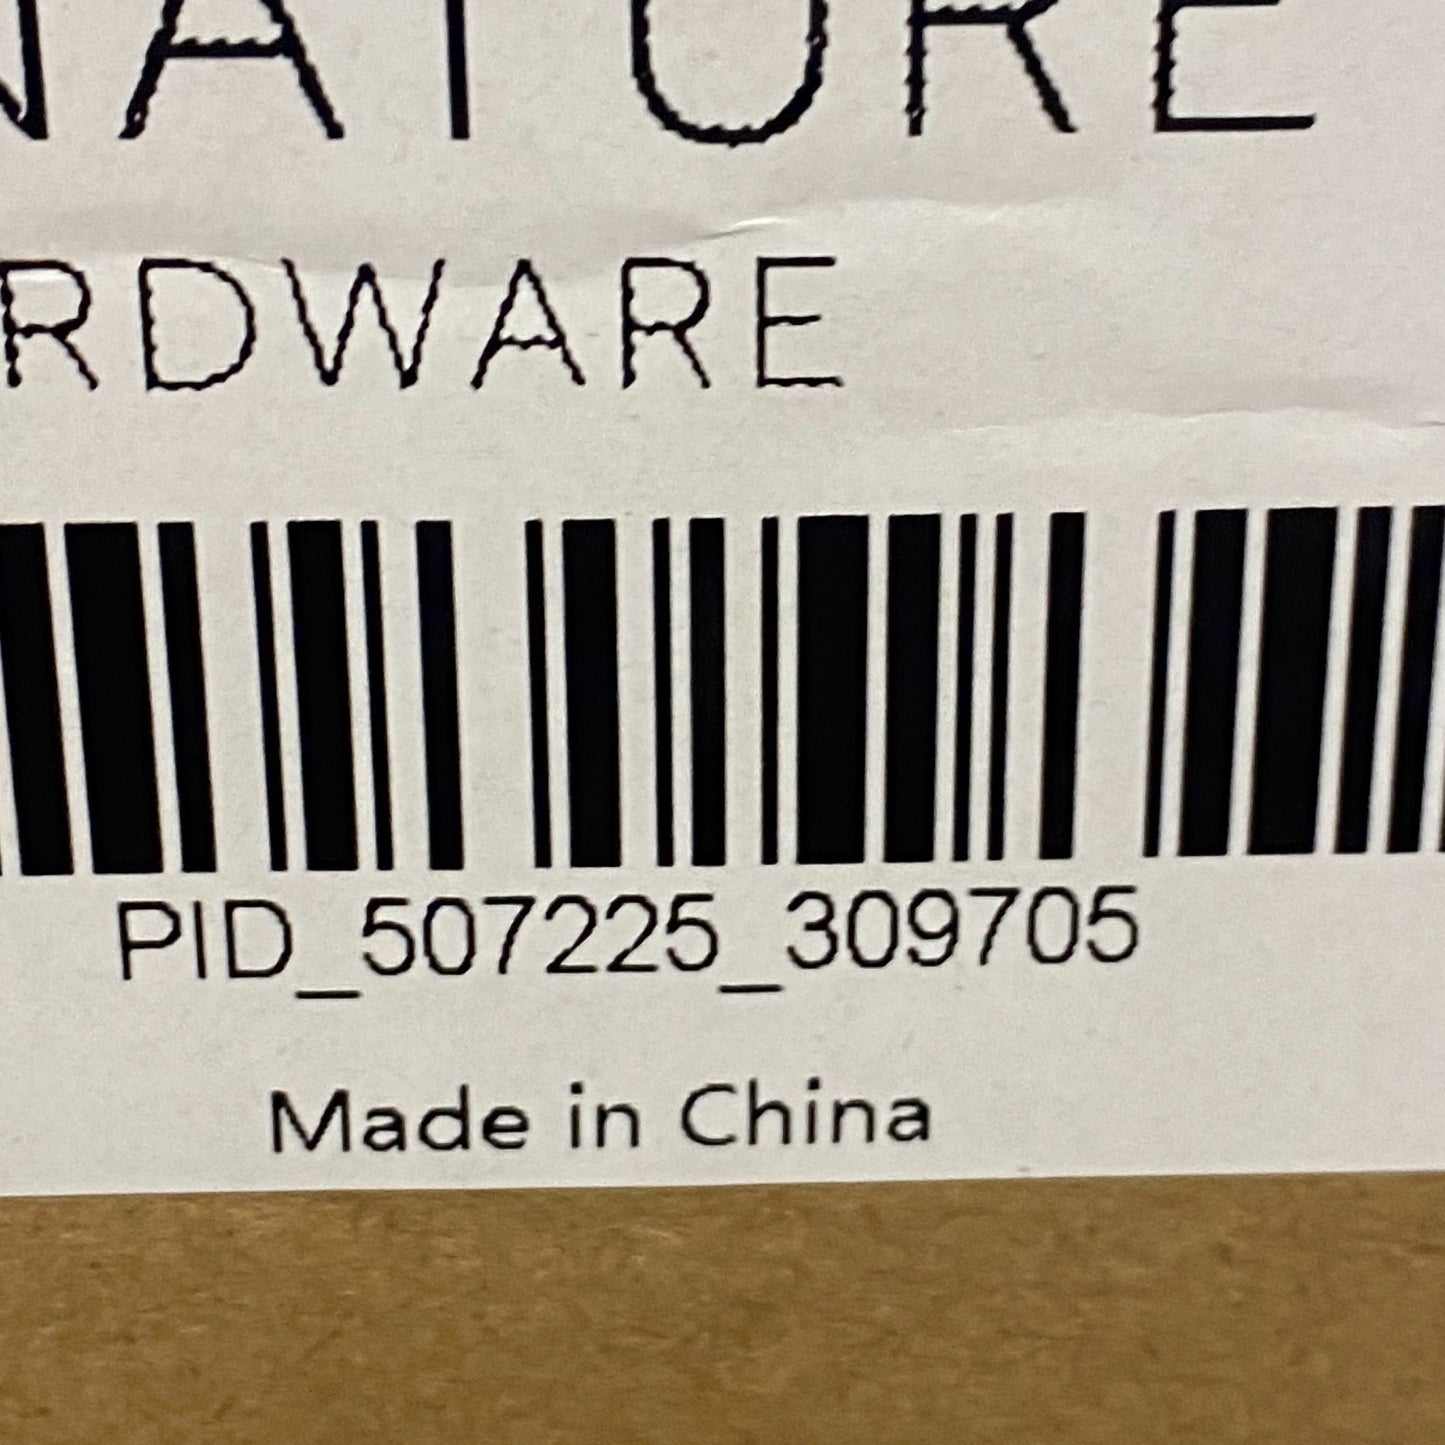 NATURE
RDWARE
PID_507225_309705
Made in China